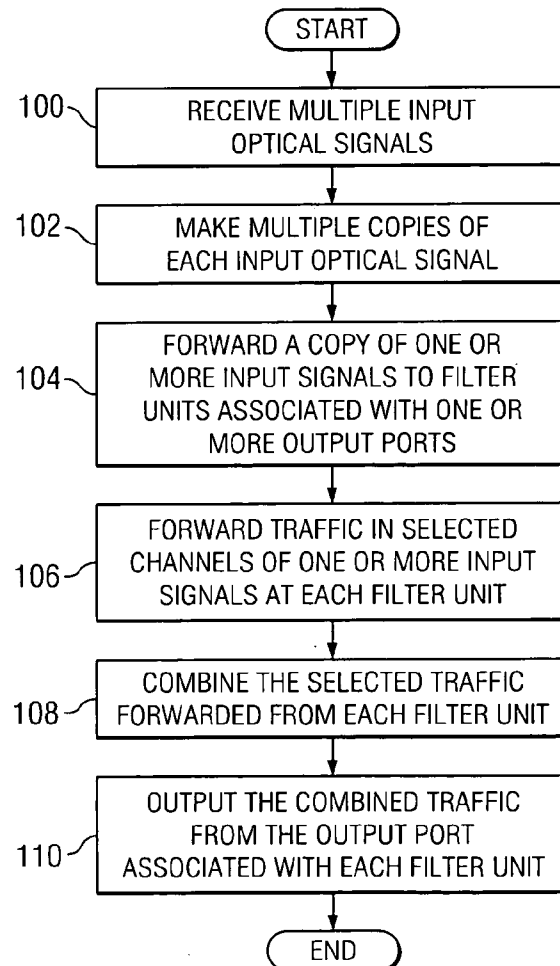 START
100
RECEIVE MULTIPLE INPUT
OPTICAL SIGNALS
102
MAKE MULTIPLE COPIES OF
EACH INPUT OPTICAL SIGNAL
104
FORWARD A COPY OF ONE OR
MORE INPUT SIGNALS TO FILTER
UNITS ASSOCIATED WITH ONE OR
MORE OUTPUT PORTS
106
FORWARD TRAFFIC IN SELECTED
CHANNELS OF ONE OR MORE INPUT
SIGNALS AT EACH FILTER UNIT
108
COMBINE THE SELECTED TRAFFIC
FORWARDED FROM EACH FILTER UNIT
110
OUTPUT THE COMBINED TRAFFIC
FROM THE OUTPUT PORT
ASSOCIATED WITH EACH FILTER UNIT
END